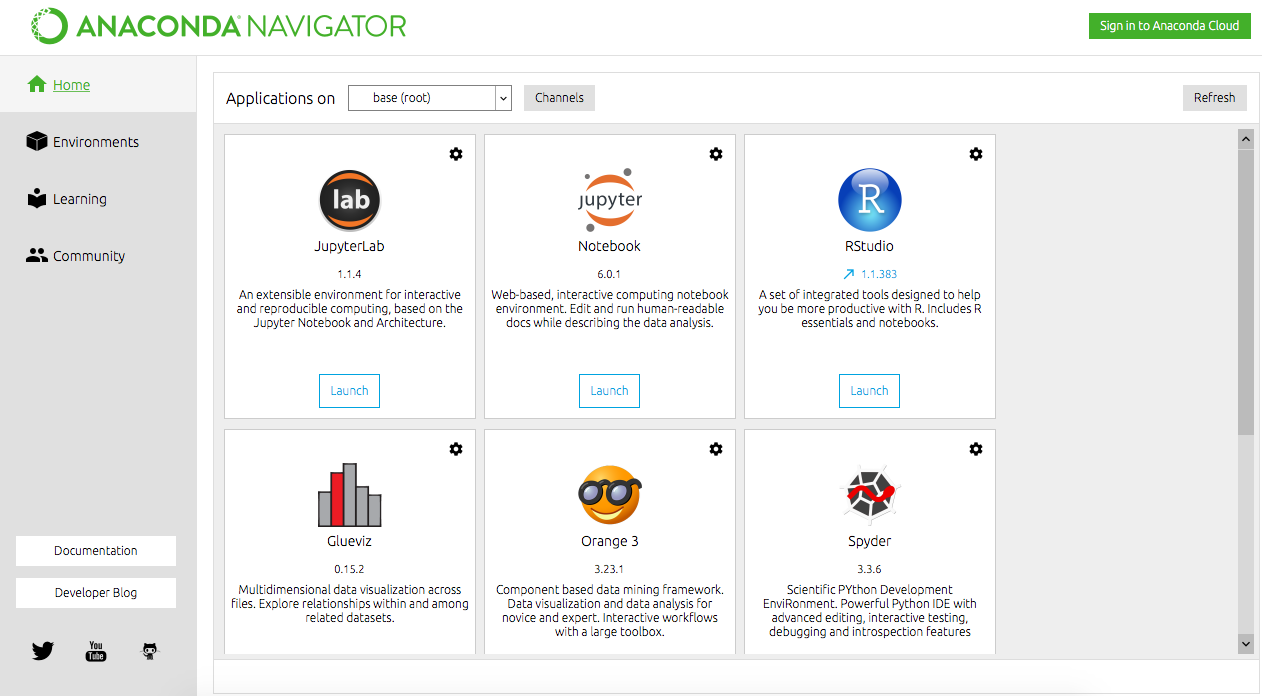 ANACONDA NAVIGATOR
Sign in to Anaconda Cloud
Home
Environments
Learning
Community
Documentation
Developer Blog
You
Tube
Applications on
base (root)
Channels
Refresh
lab
JupyterLab
1.1.4
An extensible environment for interactive
and reproducible computing, based on the
Jupyter Notebook and Architecture.
Launch
jupyter
Notebook
6.0.1
Web-based, interactive computing notebook
environment. Edit and run human-readable
docs while describing the data analysis.
Launch
R
RStudio
1.1.383
A set of integrated tools designed to help
you be more productive with R. Includes R
essentials and notebooks.
Launch
Glueviz
0.15.2
Multidimensional data visualization across
files. Explore relationships within and among
related datasets.
Orange 3
3.23.1
Component based data mining framework.
Data visualization and data analysis for
novice and expert. Interactive workflows
with a large toolbox.
Spyder
3.3.6
Scientific PYthon Development
EnviRonment. Powerful Python IDE with
advanced editing, interactive testing,
debugging and introspection features